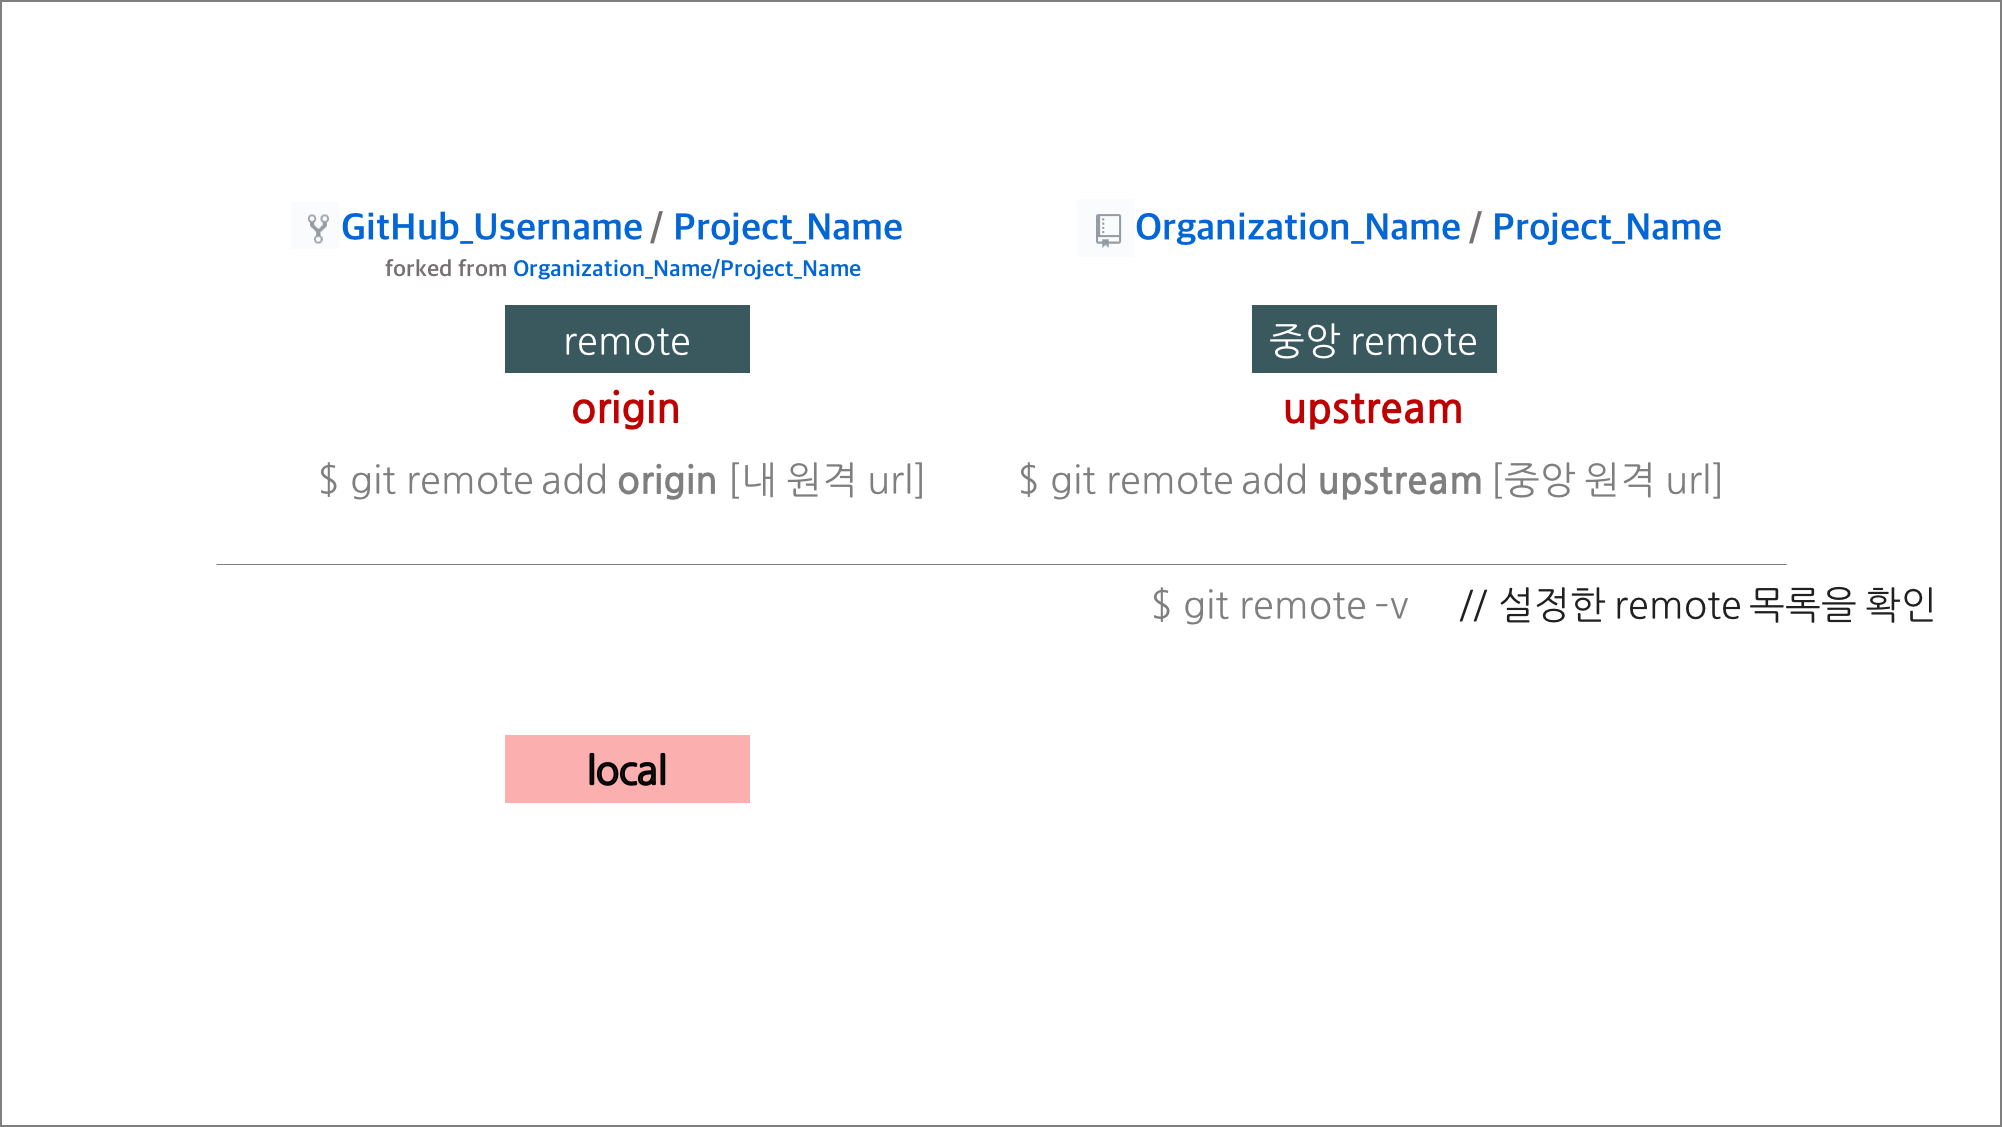 GitHub_Username / Project_Name
forked from Organization_Name/Project_Name
remote
origin
$ git remote add origin [내 원격 url]
Organization_Name / Project_Name
중앙 remote
upstream
$ git remote add upstream [중앙 원격 url]
$ git remote -v // 설정한 remote 목록을 확인
local